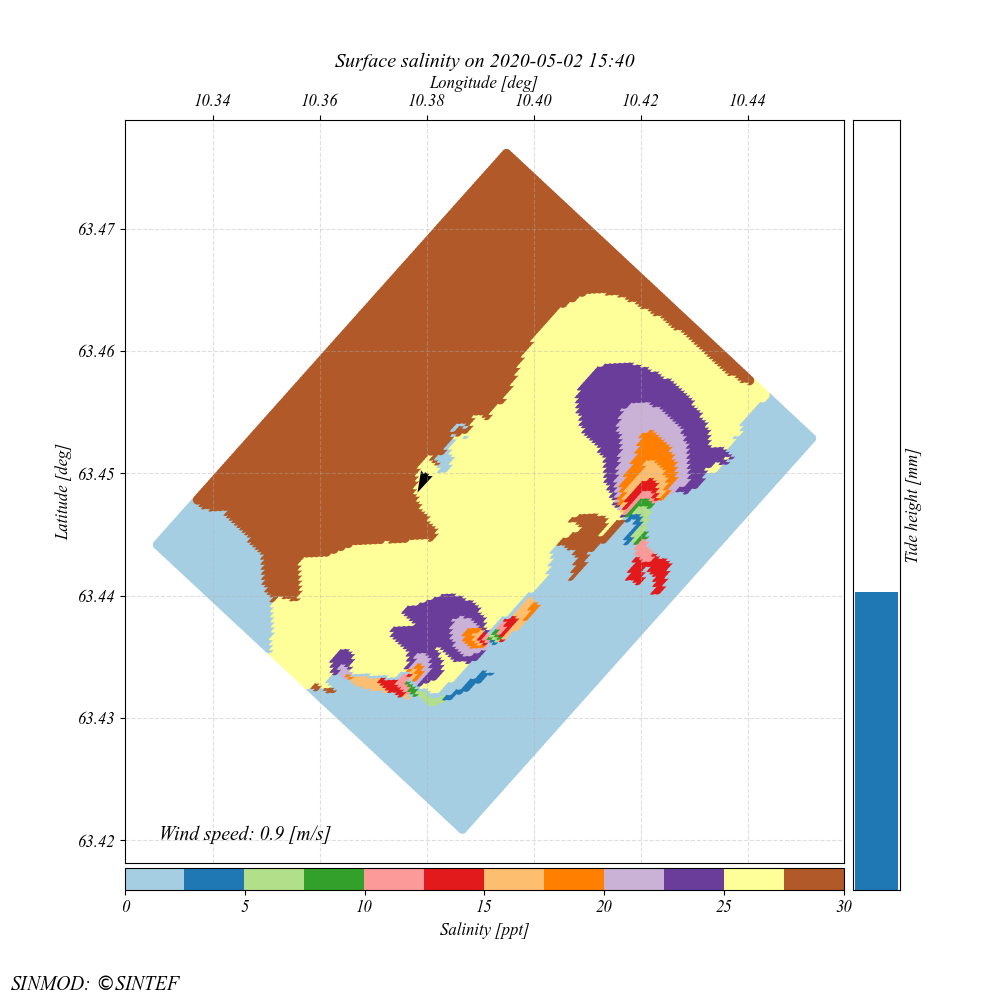 Surface salinity on 2020-05-02 15:40
Longitude [deg]
10.34 10.36 10.38 10.40 10.42 10.44
63.47
63.46
63.45
63.44
63.43
63.42
Latitude [deg]
Tide height [mm]
Wind speed: 0.9 [m/s]
0 5 10 15 20 25 30
Salinity [ppt]
SINMOD: ©SINTEF